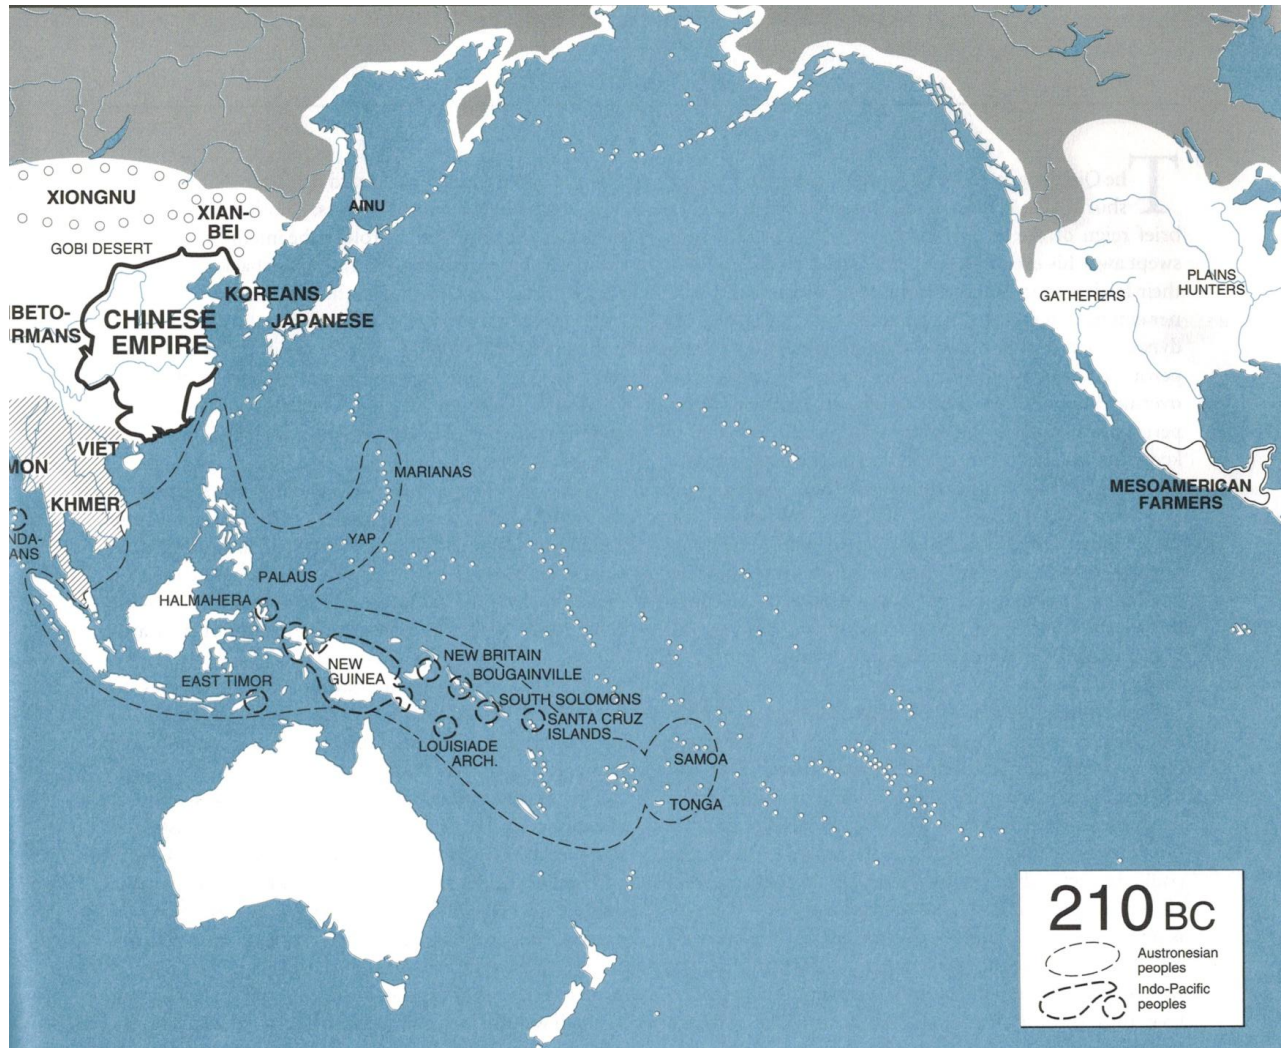 XIONGNU
XIAN-
BEI
GOBI DESERT
AINU
KOREANS
JAPANESE
CHINESE
EMPIRE
IBETO-
RMANS
VIET
MON
KHMER
NDA-
ANS
MARIANAS
YAP
PALAUS
HALMAHERA
NEW
GUINEA
EAST TIMOR
NEW BRITAIN
BOUGAINVILLE
SOUTH SOLOMONS
SANTA CRUZ
ISLANDS
LOUISIADE
ARCH.
SAMOA
TONGA
GATHERERS
PLAINS
HUNTERS
MESOAMERICAN
FARMERS
210 BC
Austronesian
peoples
Indo-Pacific
peoples